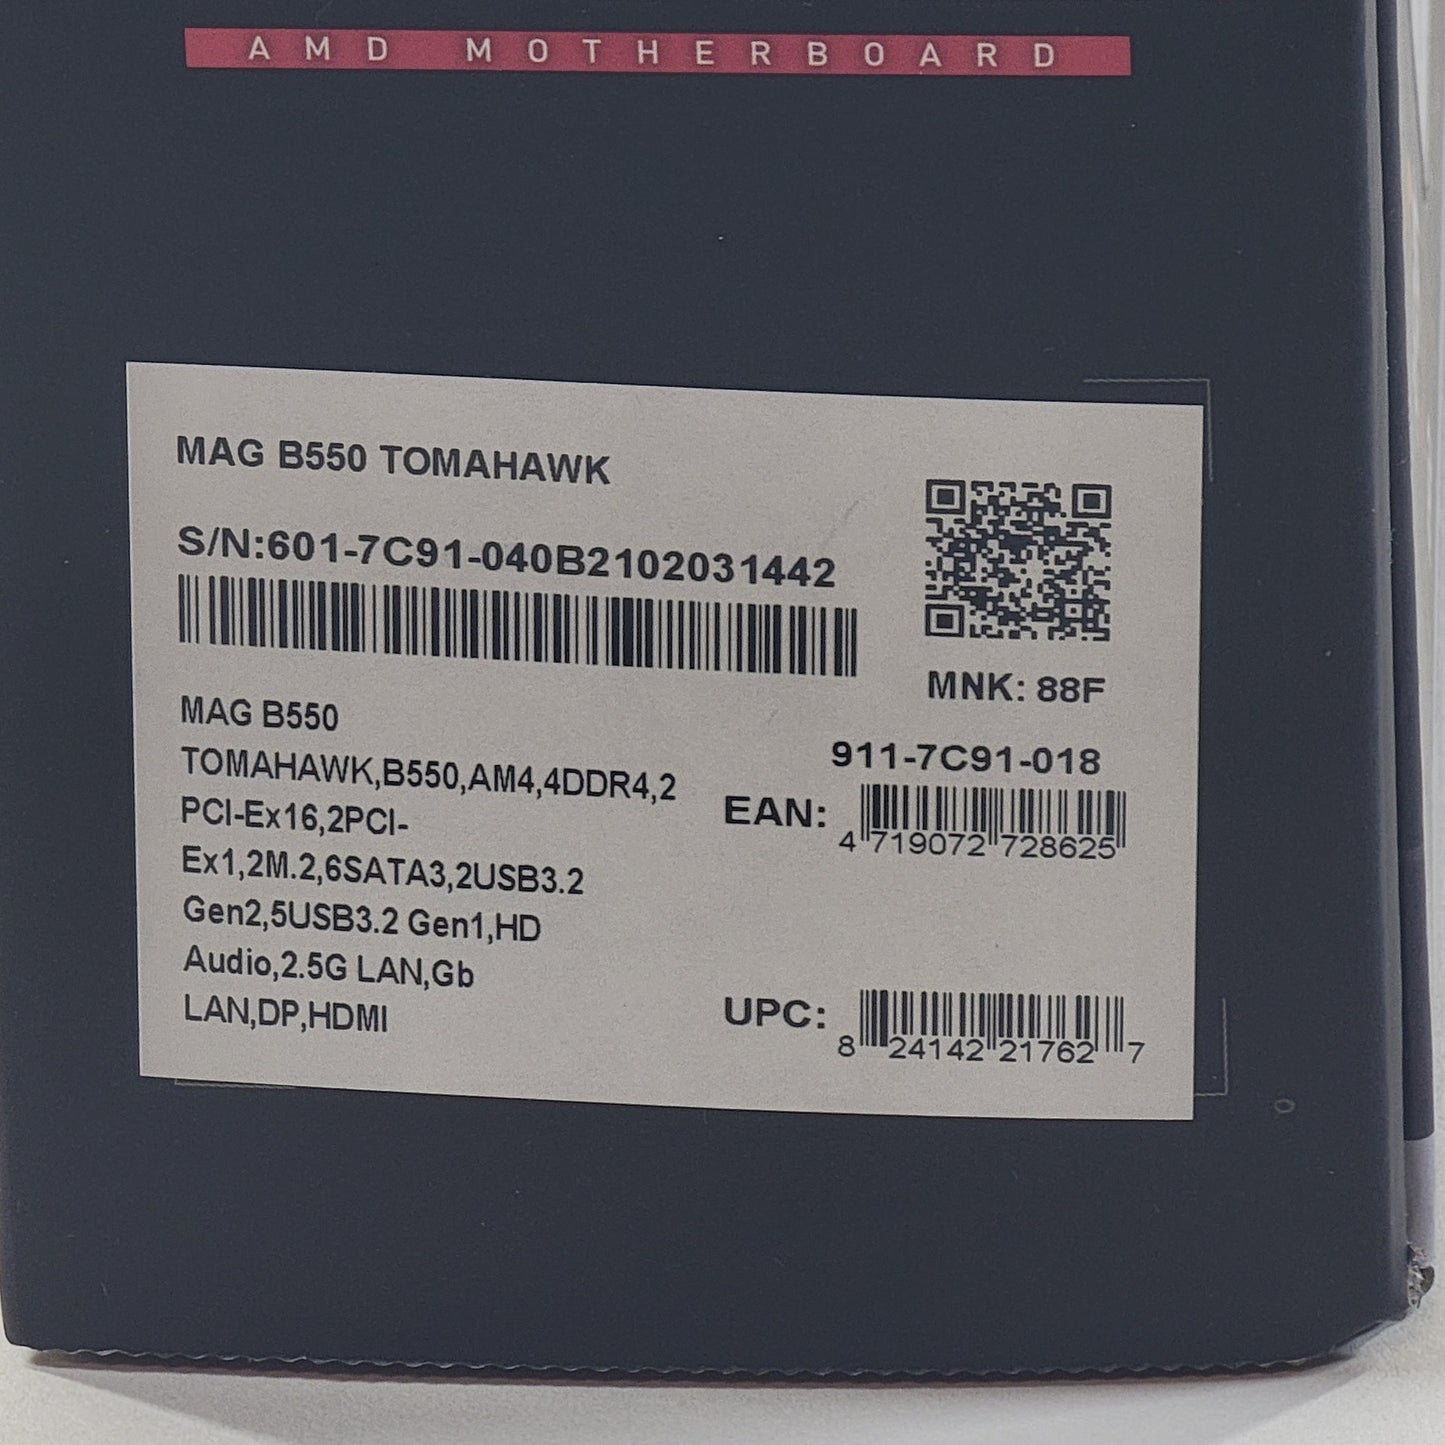 AMD MOTHERBOARD
MAG B550 TOMAHAWK
S/N:601-7C91-040B2102031442
MNK: 88F
MAG B550
TOMAHAWK,B550,AM4,4DDR4,2
PCI-Ex16,2PCI-
Ex1,2M.2,6SATA3,2USB3.2
Gen2,5USB3.2 Gen1,HD
Audio,2.5G LAN,Gb
LAN,DP,HDMI
911-7C91-018
EAN:
4 719072 728625
UPC:
8 24142 21762 7